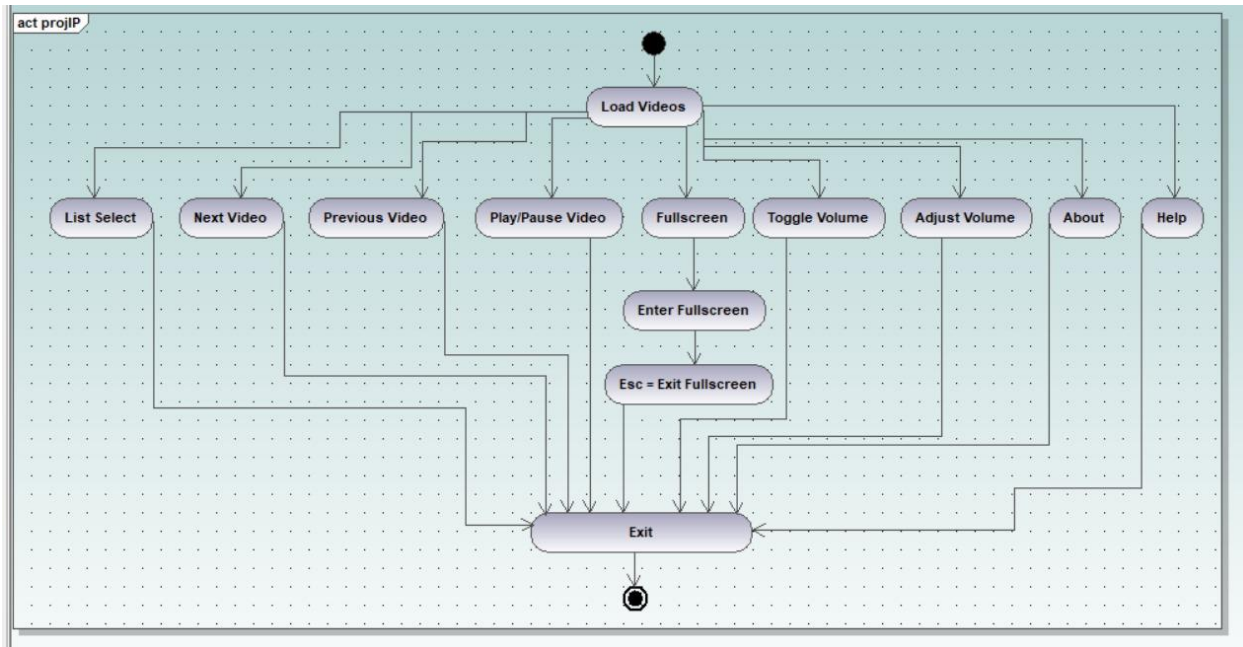 act projIP
Load Videos
List Select
Next Video
Previous Video
Play/Pause Video
Fullscreen
Toggle Volume
Adjust Volume
About
Help
Enter Fullscreen
Esc = Exit Fullscreen
Exit